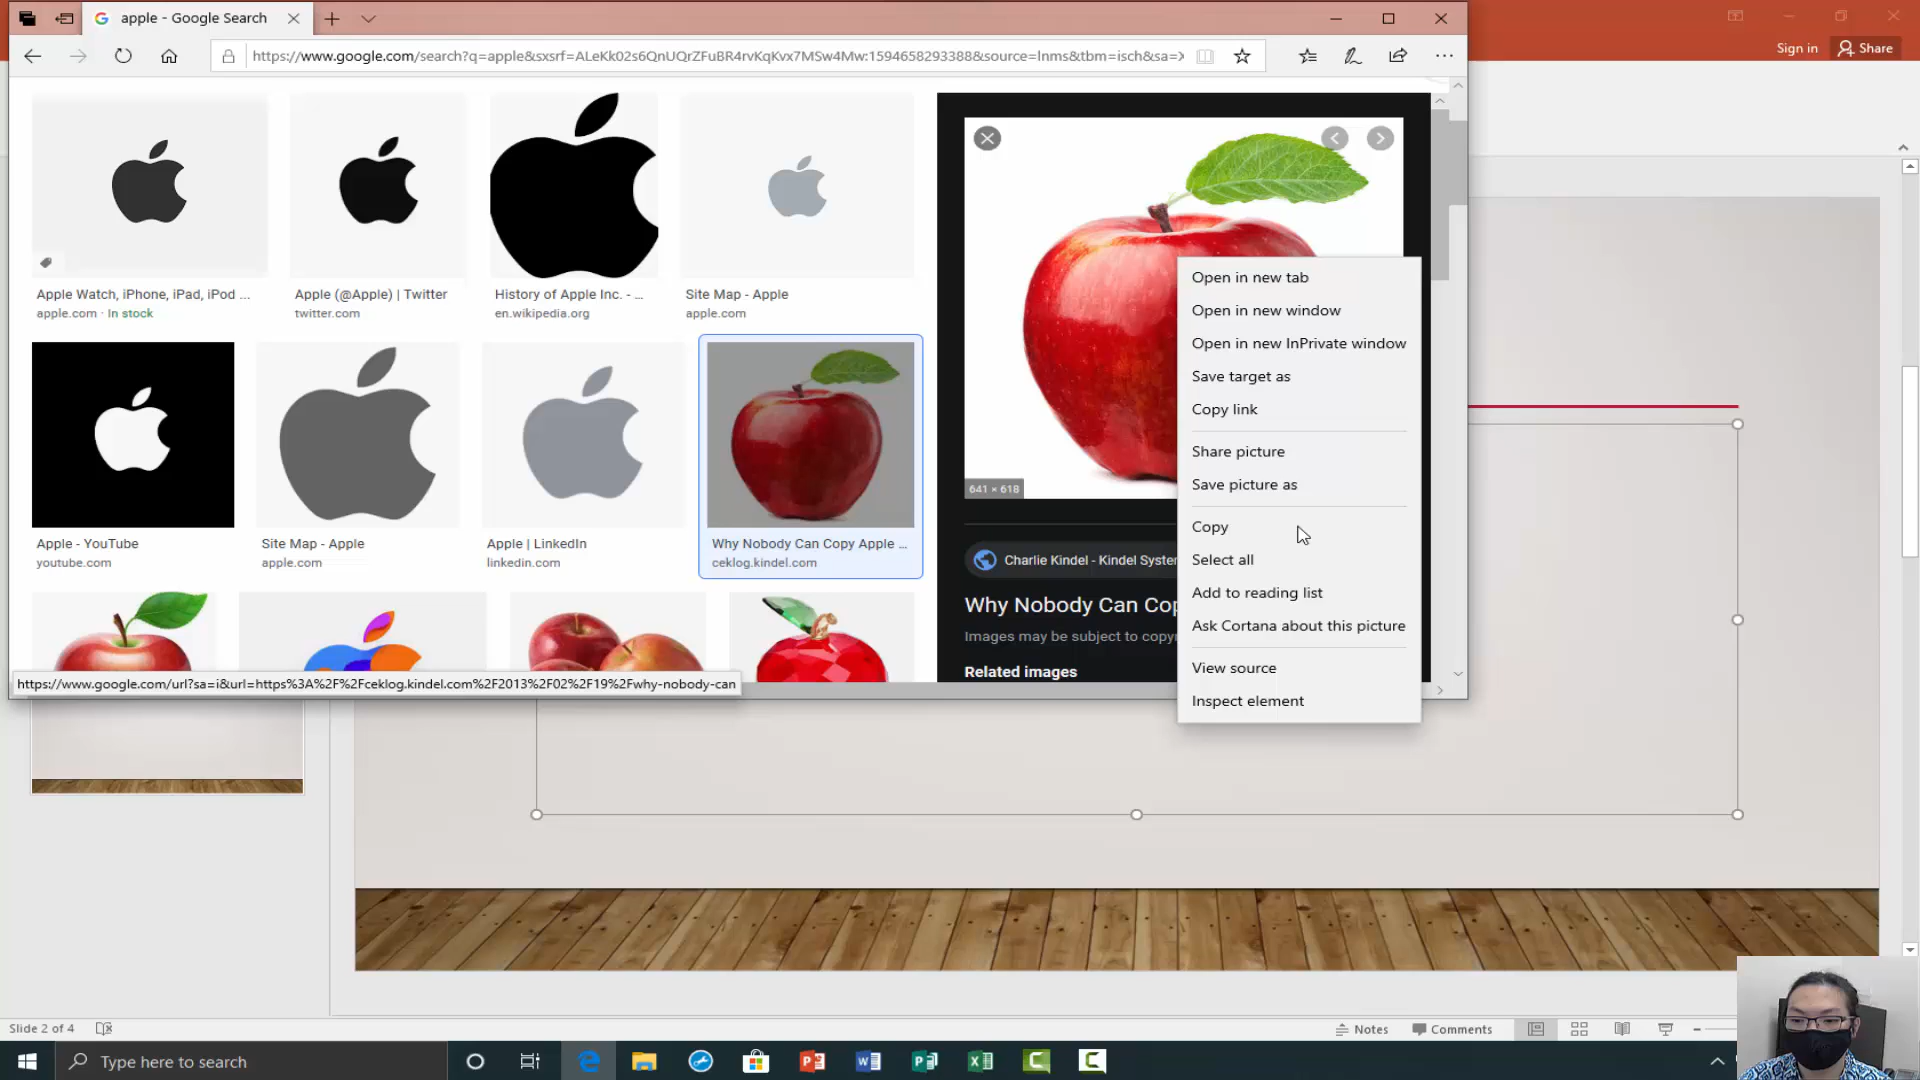 apple - Google Search
Sign in
Share
https://www.google.com/search?q=apple&sxsrf=ALeKk02s6QnUQrZFuBR4rvKqKvx7MSw4Mw:1594658293388&source=lnms&tbm=isch&sa=X
Apple Watch, iPhone, iPad, iPod ...
apple.com · In stock
Apple (@Apple) | Twitter
twitter.com
History of Apple Inc. - ...
en.wikipedia.org
Site Map - Apple
apple.com
Open in new tab
Open in new window
Open in new InPrivate window
Save target as
Copy link
Share picture
Save picture as
Copy
Select all
Add to reading list
Ask Cortana about this picture
View source
Inspect element
641 × 618
Apple - YouTube
youtube.com
Site Map - Apple
apple.com
Apple | LinkedIn
linkedin.com
Why Nobody Can Copy Apple ...
ceklog.kindel.com
Charlie Kindel - Kindel System
Why Nobody Can Cop
Images may be subject to copyr
Related images
https://www.google.com/url?sa=i&url=https%3A%2F%2Fceklog.kindel.com%2F2013%2F02%2F19%2Fwhy-nobody-can
Slide 2 of 4
Notes
Comments
Type here to search